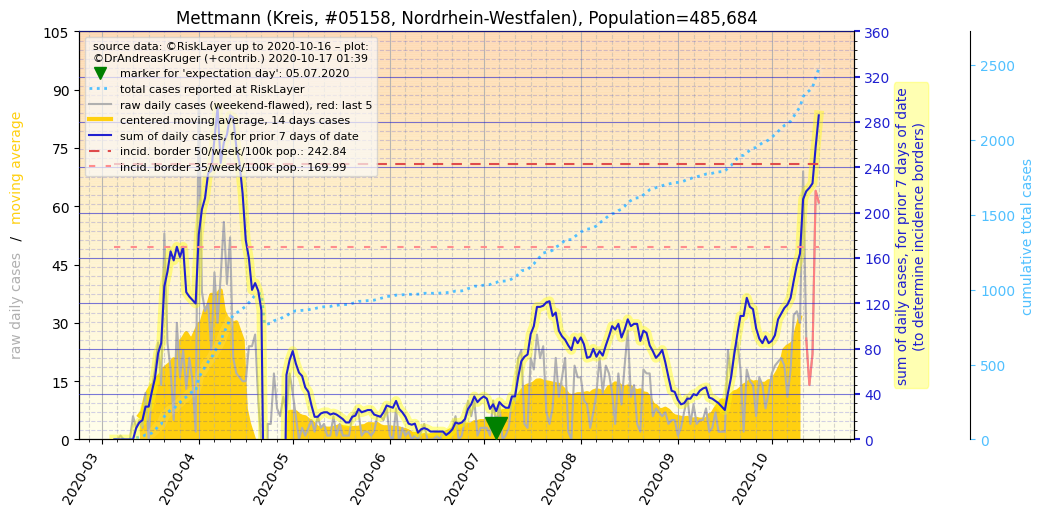 Mettmann (Kreis, #05158, Nordrhein-Westfalen), Population=485,684
source data: ©RiskLayer up to 2020-10-16 – plot:
©DrAndreasKruger (+contrib.) 2020-10-17 01:39
marker for 'expectation day': 05.07.2020
total cases reported at RiskLayer
raw daily cases (weekend-flawed), red: last 5
centered moving average, 14 days cases
sum of daily cases, for prior 7 days of date
incid. border 50/week/100k pop.: 242.84
incid. border 35/week/100k pop.: 169.99
raw daily cases / moving average
105
90
75
60
45
30
15
0
2020-03
2020-04
2020-05
2020-06
2020-07
2020-08
2020-09
2020-10
360
320
280
240
200
160
120
80
40
0
sum of daily cases, for prior 7 days of date
(to determine incidence borders)
2500
2000
1500
1000
500
0
cumulative total cases